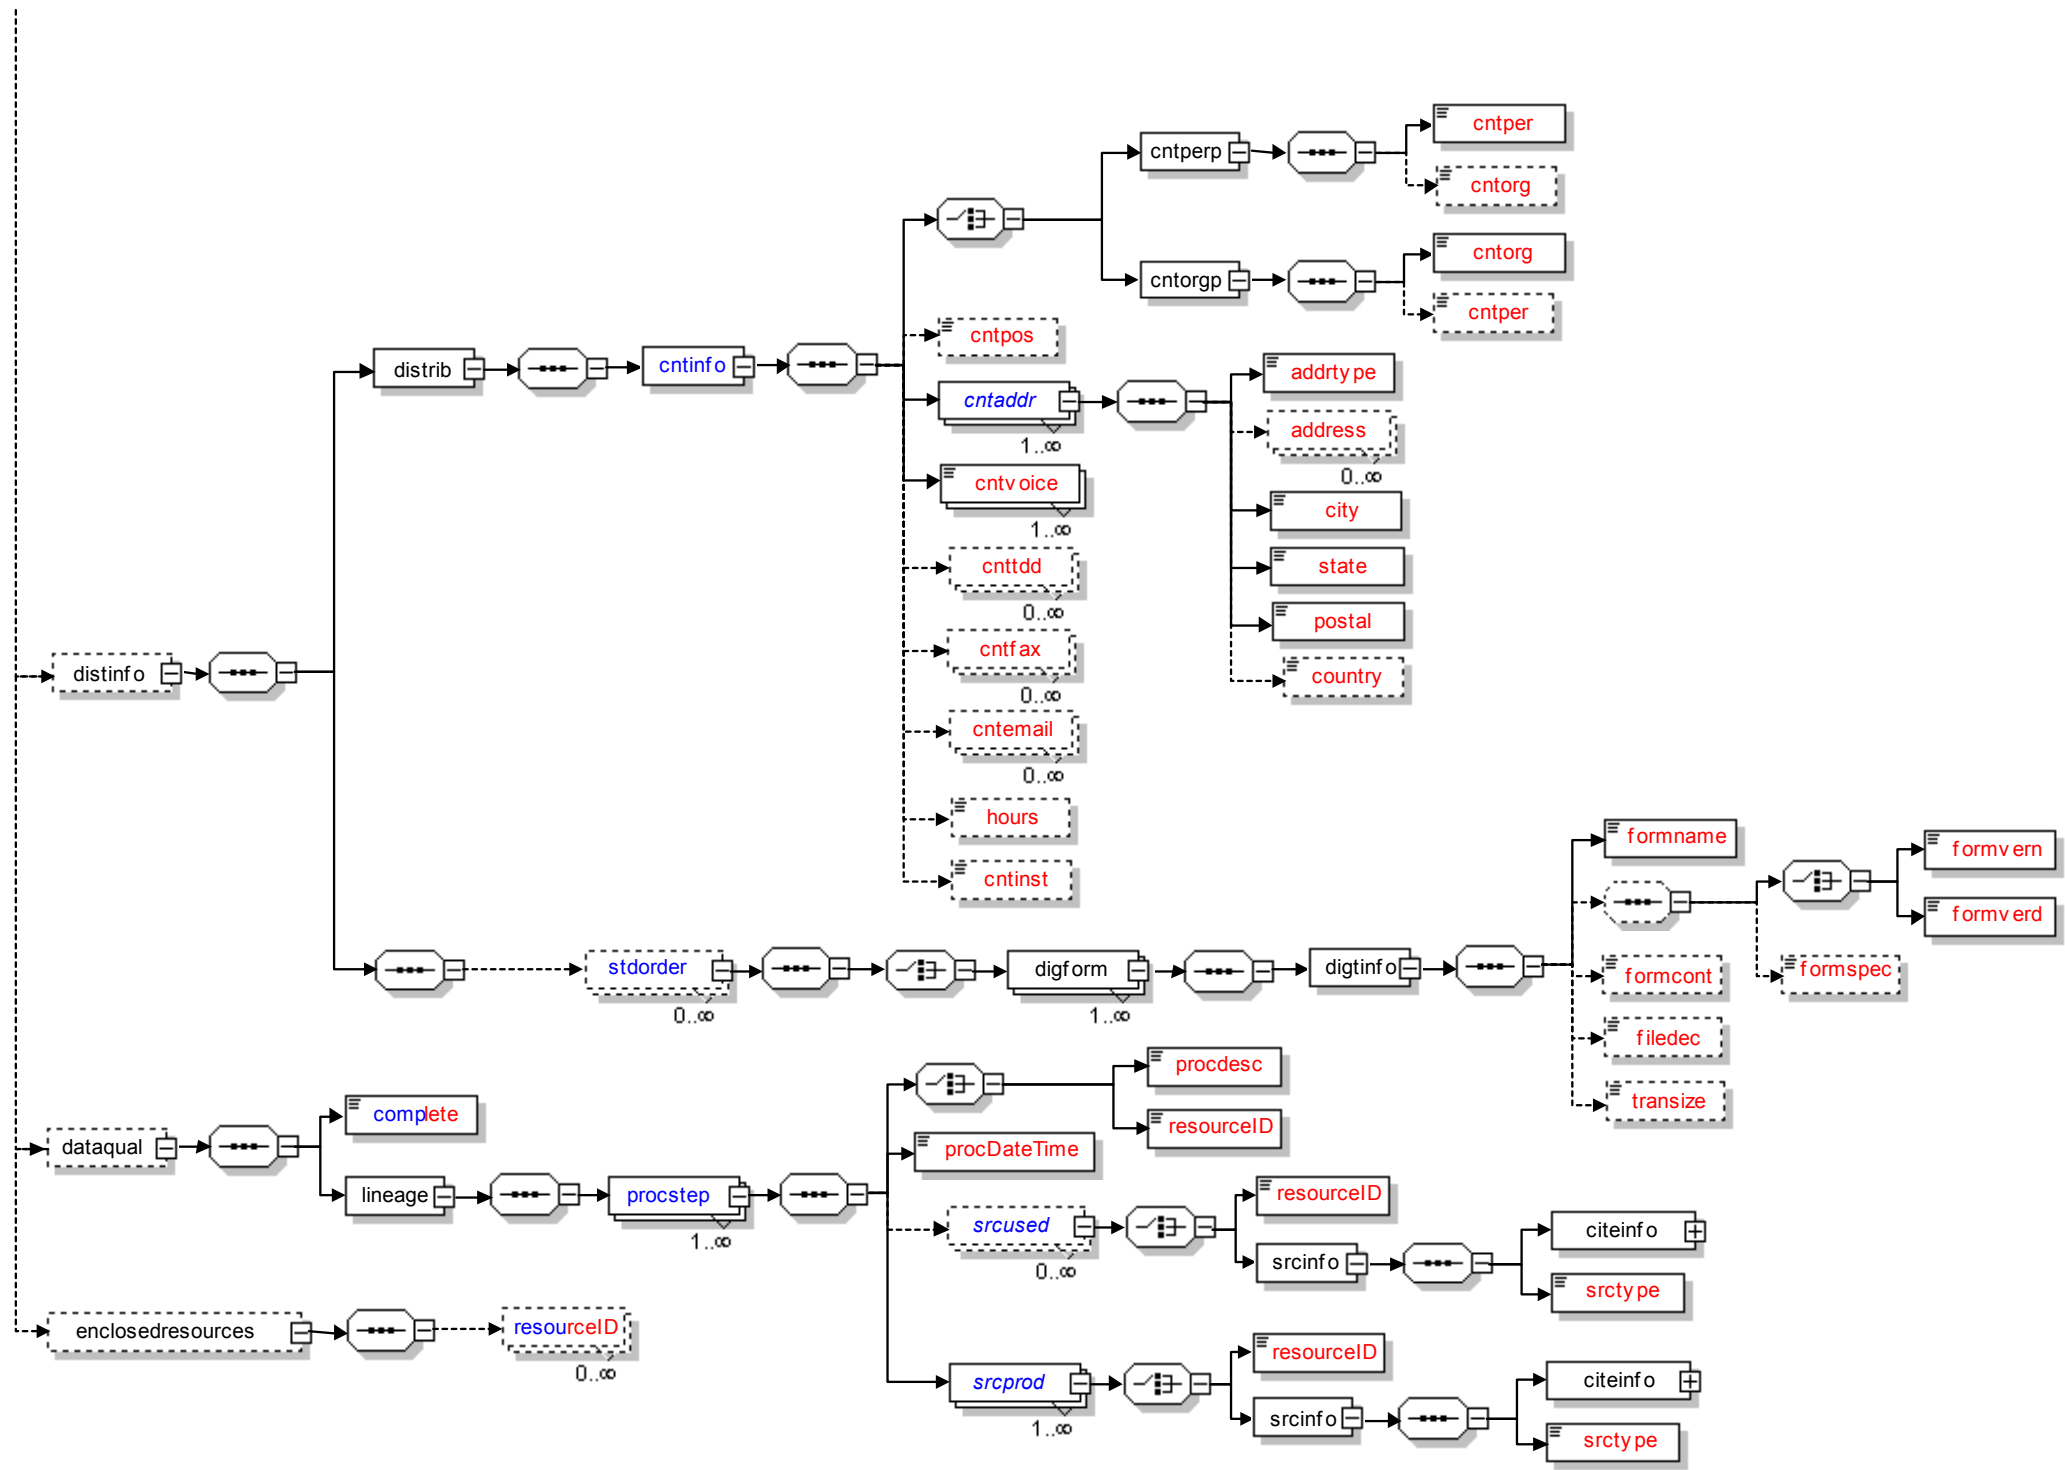 cntper
cntperp
cntorg
cntorg
cntorgp
cntper
cntpos
distrib
cntinfo
addrtype
cntaddr
1..∞
address
0..∞
cntvoice
1..∞
city
cnttdd
0..∞
state
postal
cntfax
0..∞
country
distinfo
cntemail
0..∞
hours
formname
formvern
cntinst
formverd
stdorder
0..∞
digform
1..∞
digtinfo
formcont
formspec
filedec
transize
procdesc
complete
resourceID
dataqual
procDateTime
lineage
procstep
1..∞
resourceID
srcused
0..∞
citeinfo
srcinfo
srctype
enclosedresources
resourceID
0..∞
resourceID
srcprod
1..∞
citeinfo
srcinfo
srctype